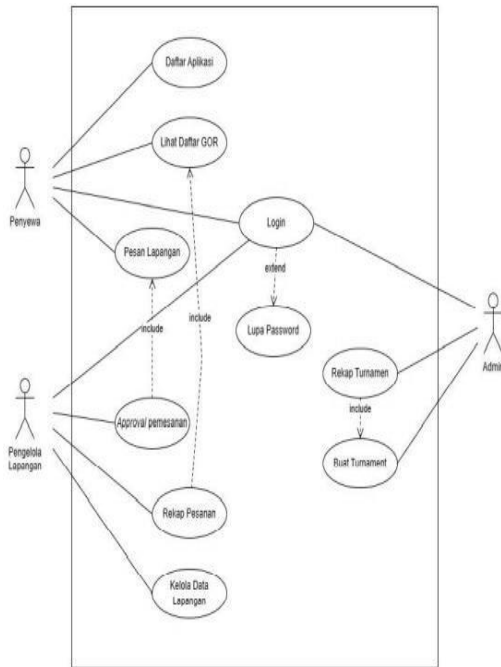 Daftar Aplikasi
Lihat Daftar GOR
Penyewa
Login
Pesan Lapangan
extend
include
include
Lupa Password
Admin
Rekap Turnamen
include
Approval pemesanan
Pengelola
Lapangan
Buat Turnament
Rekap Pesanan
Kelola Data
Lapangan